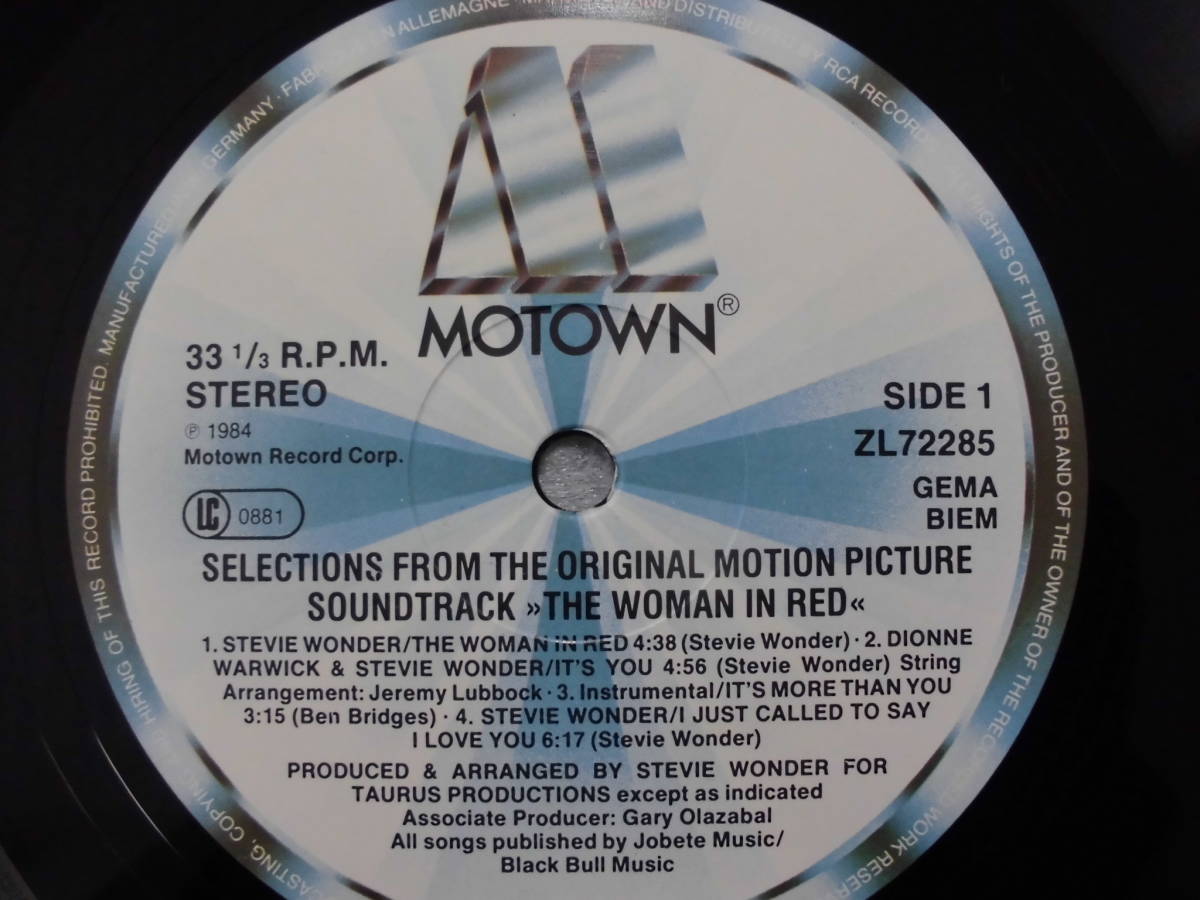 MOTOWN®
33 1/3 R.P.M.
STEREO
℗ 1984
Motown Record Corp.
LC 0881
SIDE 1
ZL72285
GEMA
BIEM
SELECTIONS FROM THE ORIGINAL MOTION PICTURE
SOUNDTRACK »THE WOMAN IN RED«
1. STEVIE WONDER/THE WOMAN IN RED 4:38 (Stevie Wonder) · 2. DIONNE
WARWICK & STEVIE WONDER/IT'S YOU 4:56 (Stevie Wonder) String
Arrangement: Jeremy Lubbock · 3. Instrumental/IT'S MORE THAN YOU
3:15 (Ben Bridges) · 4. STEVIE WONDER/I JUST CALLED TO SAY
I LOVE YOU 6:17 (Stevie Wonder)
PRODUCED & ARRANGED BY STEVIE WONDER FOR
TAURUS PRODUCTIONS except as indicated
Associate Producer: Gary Olazabal
All songs published by Jobete Music/
Black Bull Music
HIRING OF THIS RECORD PROHIBITED. MANUFACTURED IN GERMANY · ALLEMAGNE · AND DISTRIBUTED BY RCA RECORD ALL RIGHTS OF THE PRODUCER AND OF THE OWNER OF THE RECORDED WORK